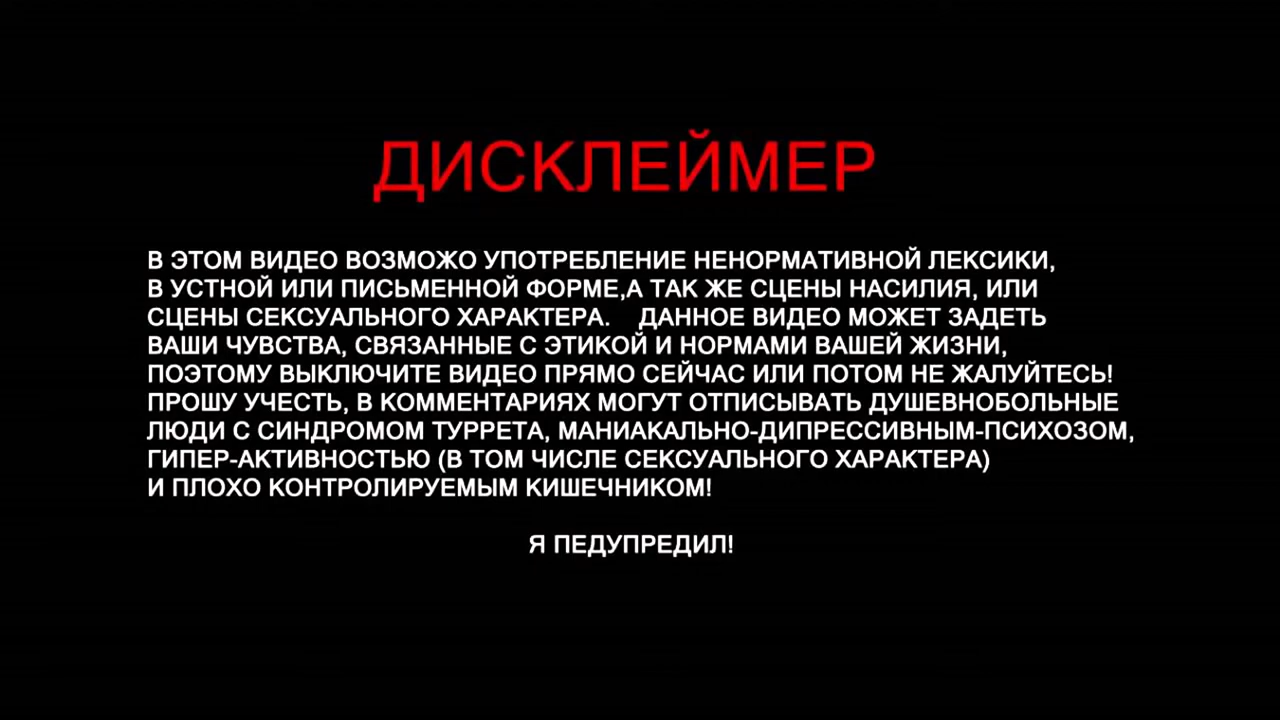 ДИСКЛЕЙМЕР
В ЭТОМ ВИДЕО ВОЗМОЖО УПОТРЕБЛЕНИЕ НЕНОРМАТИВНОЙ ЛЕКСИКИ,
В УСТНОЙ ИЛИ ПИСЬМЕННОЙ ФОРМЕ,А ТАК ЖЕ СЦЕНЫ НАСИЛИЯ, ИЛИ
СЦЕНЫ СЕКСУАЛЬНОГО ХАРАКТЕРА. ДАННОЕ ВИДЕО МОЖЕТ ЗАДЕТЬ
ВАШИ ЧУВСТВА, СВЯЗАННЫЕ С ЭТИКОЙ И НОРМАМИ ВАШЕЙ ЖИЗНИ,
ПОЭТОМУ ВЫКЛЮЧИТЕ ВИДЕО ПРЯМО СЕЙЧАС ИЛИ ПОТОМ НЕ ЖАЛУЙТЕСЬ!
ПРОШУ УЧЕСТЬ, В КОММЕНТАРИЯХ МОГУТ ОТПИСЫВАТЬ ДУШЕВНОБОЛЬНЫЕ
ЛЮДИ С СИНДРОМОМ ТУРРЕТА, МАНИАКАЛЬНО-ДИПРЕССИВНЫМ-ПСИХОЗОМ,
ГИПЕР-АКТИВНОСТЬЮ (В ТОМ ЧИСЛЕ СЕКСУАЛЬНОГО ХАРАКТЕРА)
И ПЛОХО КОНТРОЛИРУЕМЫМ КИШЕЧНИКОМ!
Я ПЕДУПРЕДИЛ!